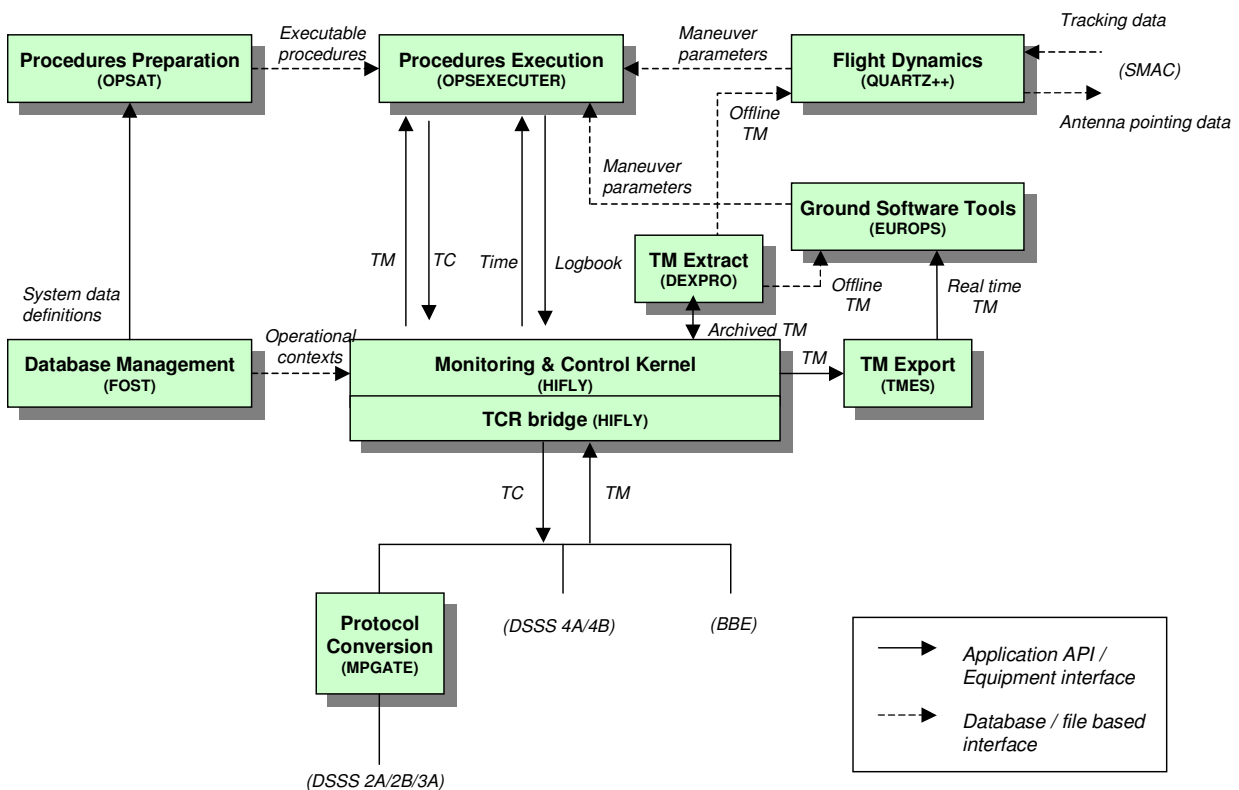 Procedures Preparation
(OPSAT)
Executable
procedures
Procedures Execution
(OPSEXECUTER)
Maneuver
parameters
Flight Dynamics
(QUARTZ++)
Tracking data
(SMAC)
Antenna pointing data
Offline
TM
Maneuver
parameters
Ground Software Tools
(EUROPS)
TM
TC
Time
Logbook
TM Extract
(DEXPRO)
Offline
TM
Real time
TM
System data
definitions
Archived TM
Database Management
(FOST)
Operational
contexts
Monitoring & Control Kernel
(HIFLY)
TM
TM Export
(TMES)
TCR bridge (HIFLY)
TC
TM
Protocol
Conversion
(MPGATE)
(DSSS 4A/4B)
(BBE)
(DSSS 2A/2B/3A)
Application API /
Equipment interface
Database / file based
interface